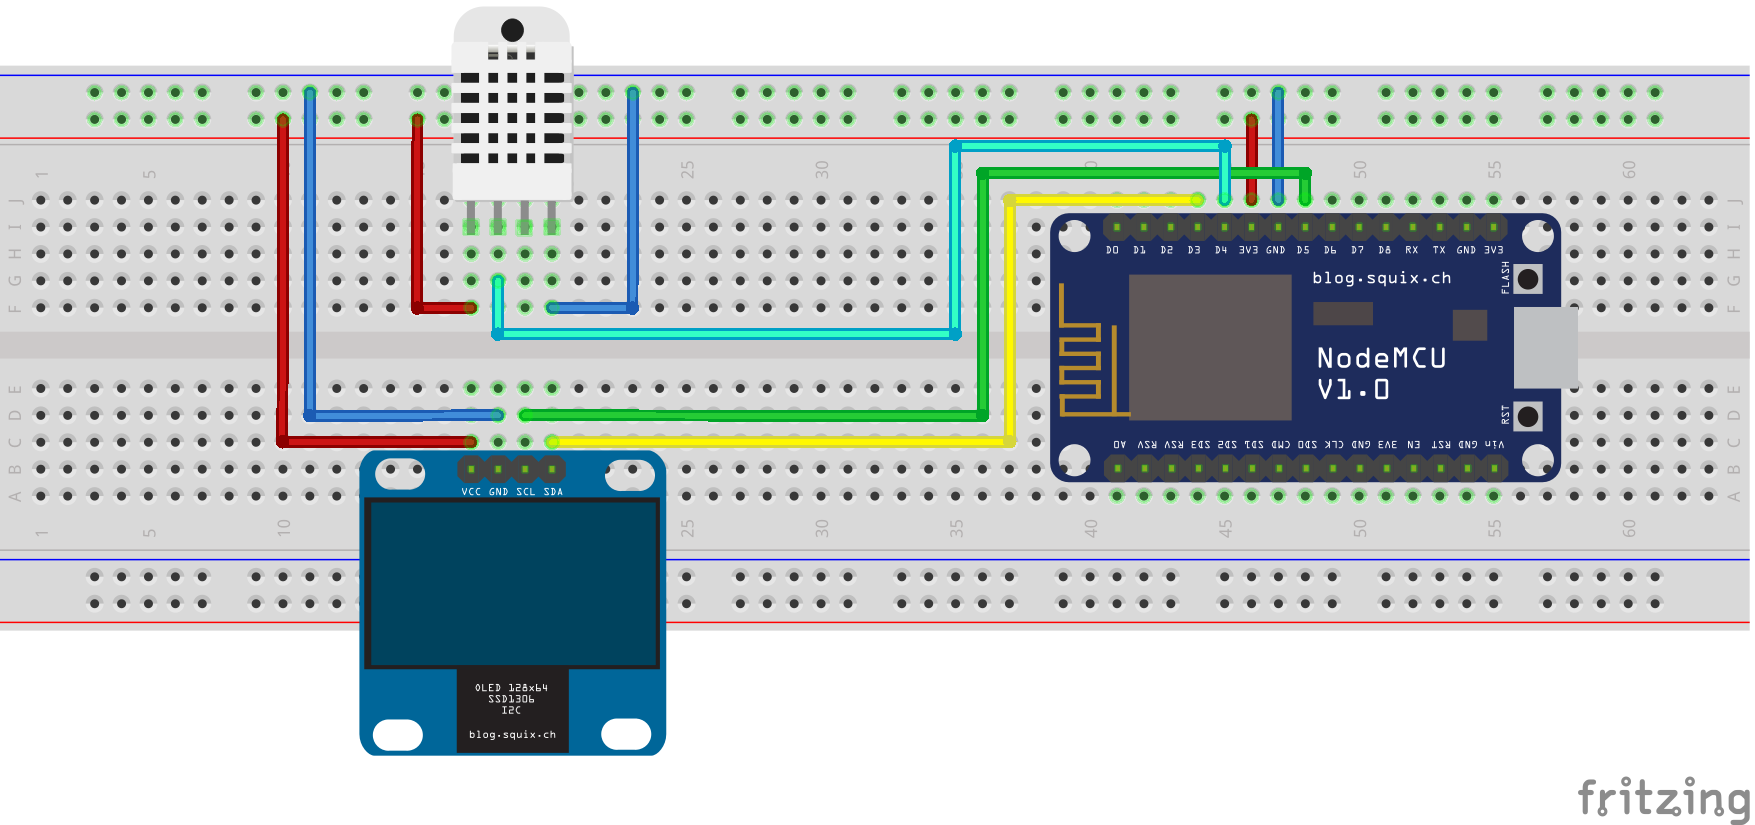 1 5 25 30 50 55 60
J J
I I
H H
G G
F F
D0 D1 D2 D3 D4 3V3 GND D5 D6 D7 D8 RX TX GND 3V3
blog.squix.ch
FLASH
NodeMCU
V1.0
RST
A0 RSV RSV SD3 SD2 SD1 CMD SD0 CLK GND 3V3 EN RST GND Vin
E E
D D
C C
B B
A A
VCC GND SCL SDA
1 5 10 25 30 35 40 45 50 55 60
OLED 128x64
SSD1306
I2C
blog.squix.ch
fritzing